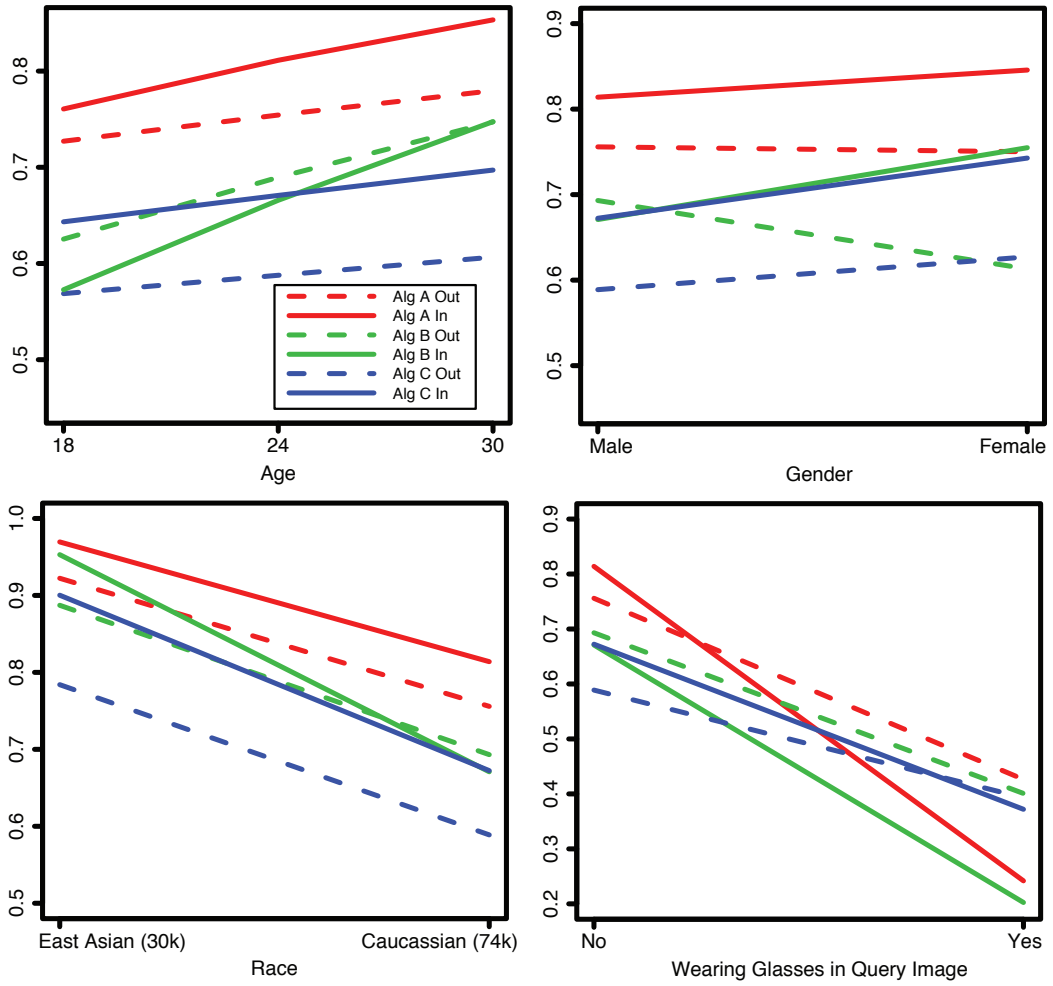 0.8
0.7
0.6
0.5
18
24
30
Age
Alg A Out
Alg A In
Alg B Out
Alg B In
Alg C Out
Alg C In
0.9
0.8
0.7
0.6
0.5
Male
Female
Gender
1.0
0.9
0.8
0.7
0.6
0.5
East Asian (30k)
Caucassian (74k)
Race
0.9
0.8
0.7
0.6
0.5
0.4
0.3
0.2
No
Yes
Wearing Glasses in Query Image